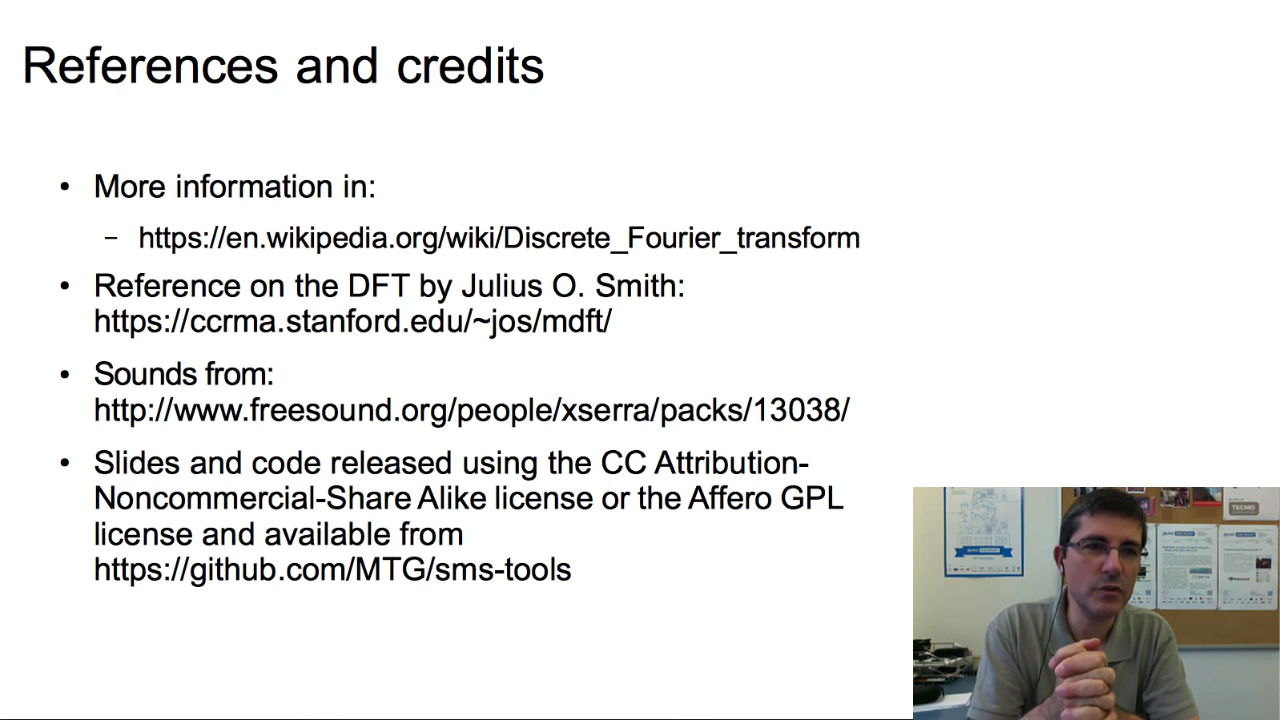 References and credits
• More information in:
– https://en.wikipedia.org/wiki/Discrete_Fourier_transform
• Reference on the DFT by Julius O. Smith:
https://ccrma.stanford.edu/~jos/mdft/
• Sounds from:
http://www.freesound.org/people/xserra/packs/13038/
• Slides and code released using the CC Attribution-
Noncommercial-Share Alike license or the Affero GPL
license and available from
https://github.com/MTG/sms-tools
TECNIO